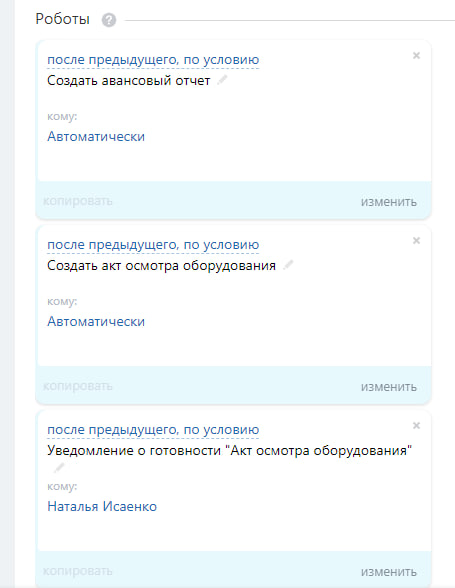 Роботы ?
после предыдущего, по условию
Создать авансовый отчет
кому:
Автоматически
копировать изменить
после предыдущего, по условию
Создать акт осмотра оборудования
кому:
Автоматически
копировать изменить
после предыдущего, по условию
Уведомление о готовности "Акт осмотра оборудования"
кому:
Наталья Исаенко
копировать изменить